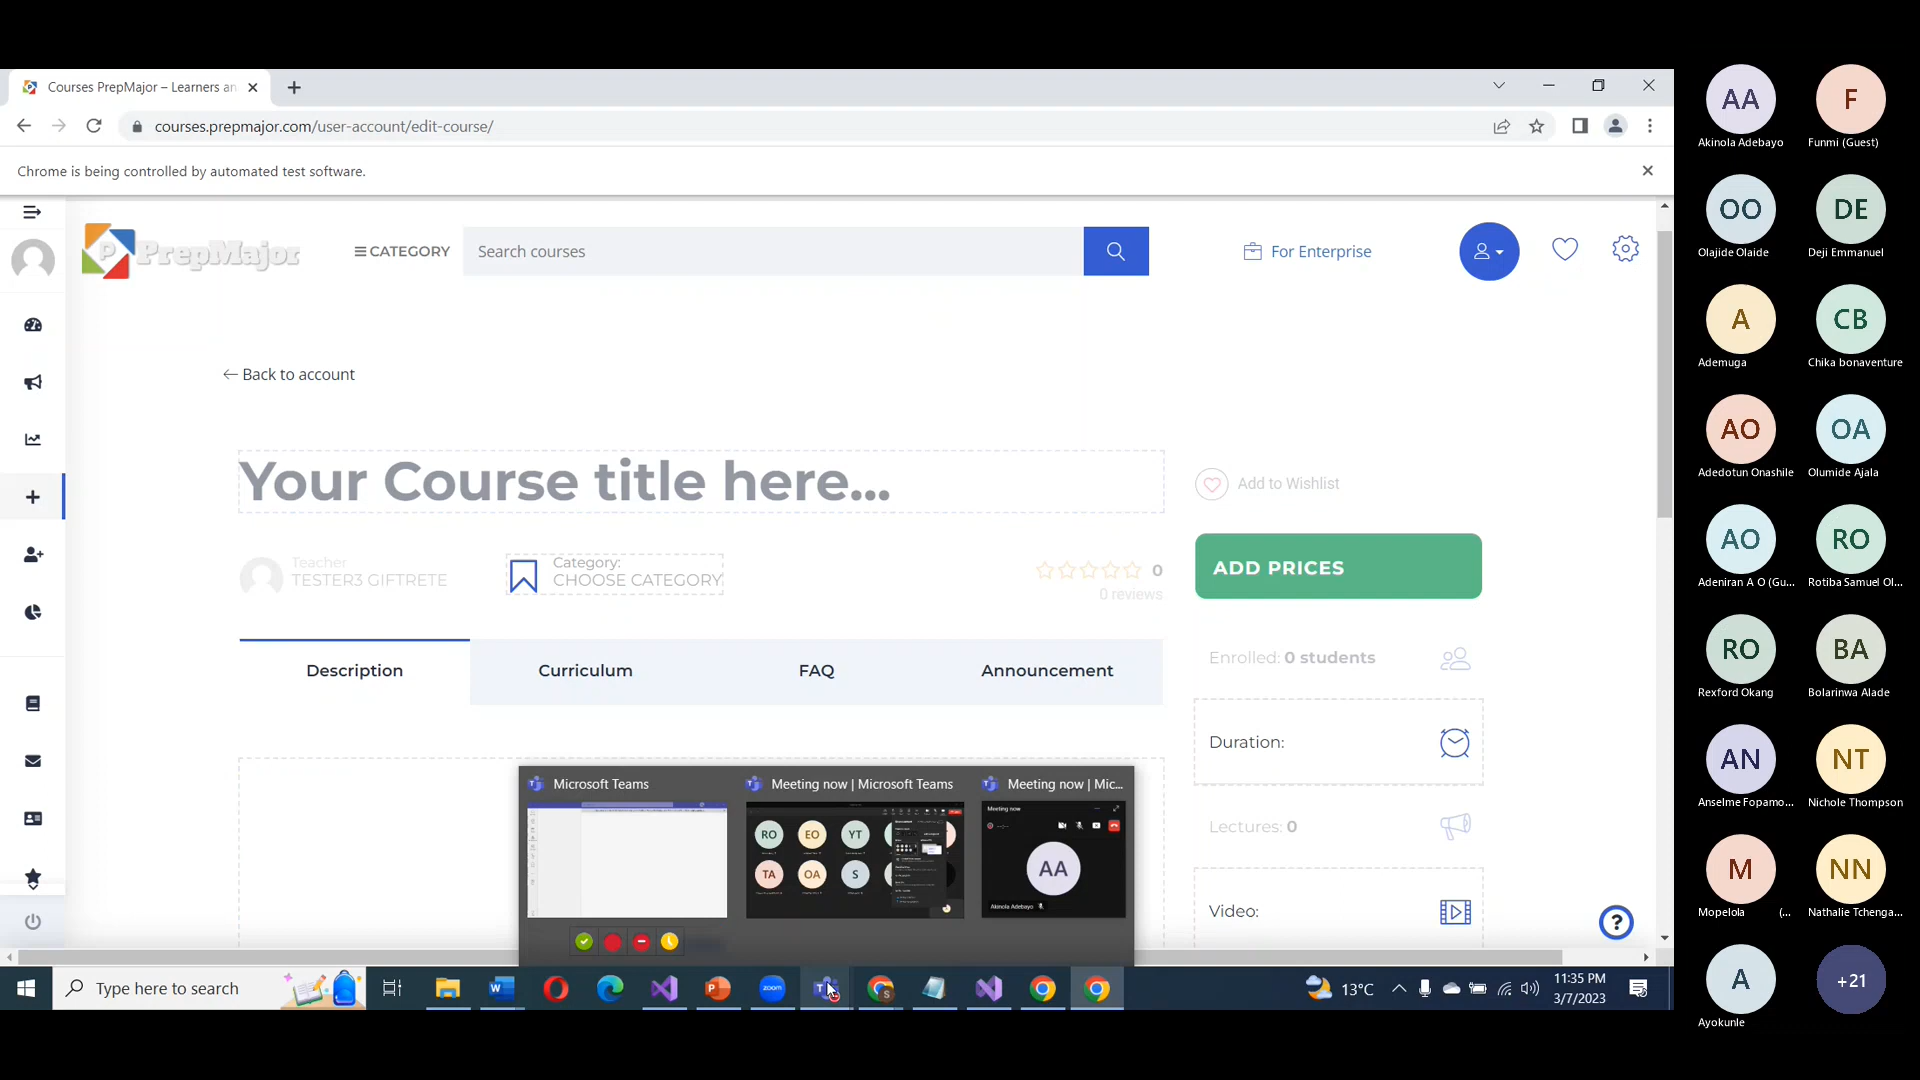 Courses PrepMajor – Learners an
courses.prepmajor.com/user-account/edit-course/
Chrome is being controlled by automated test software.
P PrepMajor
CATEGORY
Search courses
For Enterprise
Back to account
Your Course title here...
Add to Wishlist
Teacher
TESTER3 GIFTRETE
Category:
CHOOSE CATEGORY
0
0 reviews
ADD PRICES
Enrolled: 0 students
Description
Curriculum
FAQ
Announcement
Duration:
Lectures: 0
Video:
?
Microsoft Teams
Meeting now | Microsoft Teams
Meeting now | Mic...
RO EO YT
TA OA S
Meeting now
AA
Akinola Adebayo
Type here to search
zoom
13°C
11:35 PM
3/7/2023
AA
Akinola Adebayo
F
Funmi (Guest)
OO
Olajide Olaide
DE
Deji Emmanuel
A
Ademuga
CB
Chika bonaventure
AO
Adedotun Onashile
OA
Olumide Ajala
AO
Adeniran A O (Gu...
RO
Rotiba Samuel Ol...
RO
Rexford Okang
BA
Bolarinwa Alade
AN
Anselme Fopamo...
NT
Nichole Thompson
M
Mopelola (...
NN
Nathalie Tchenga...
A
Ayokunle
+21